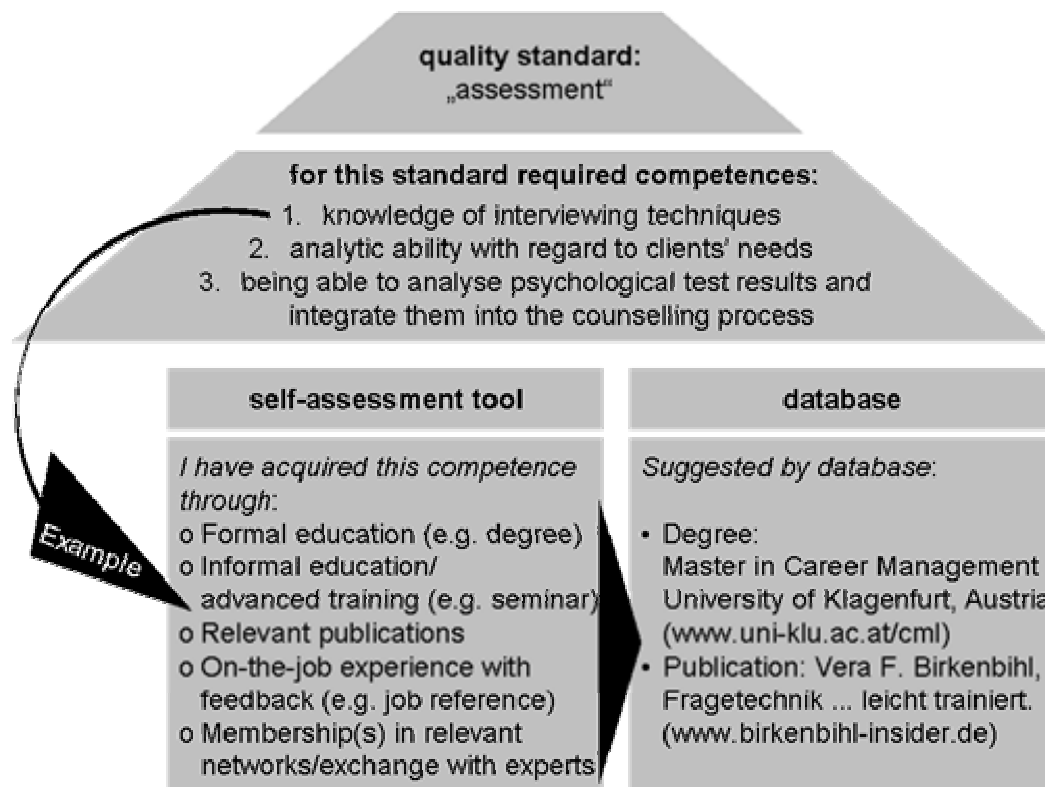 quality standard:
„assessment“
for this standard required competences:
1. knowledge of interviewing techniques
2. analytic ability with regard to clients' needs
3. being able to analyse psychological test results and
integrate them into the counselling process
Example
self-assessment tool
I have acquired this competence
through:
o Formal education (e.g. degree)
o Informal education/
advanced training (e.g. seminar)
o Relevant publications
o On-the-job experience with
feedback (e.g. job reference)
o Membership(s) in relevant
networks/exchange with experts
database
Suggested by database:
• Degree:
Master in Career Management
University of Klagenfurt, Austria
(www.uni-klu.ac.at/cml)
• Publication: Vera F. Birkenbihl,
Fragetechnik ... leicht trainiert.
(www.birkenbihl-insider.de)